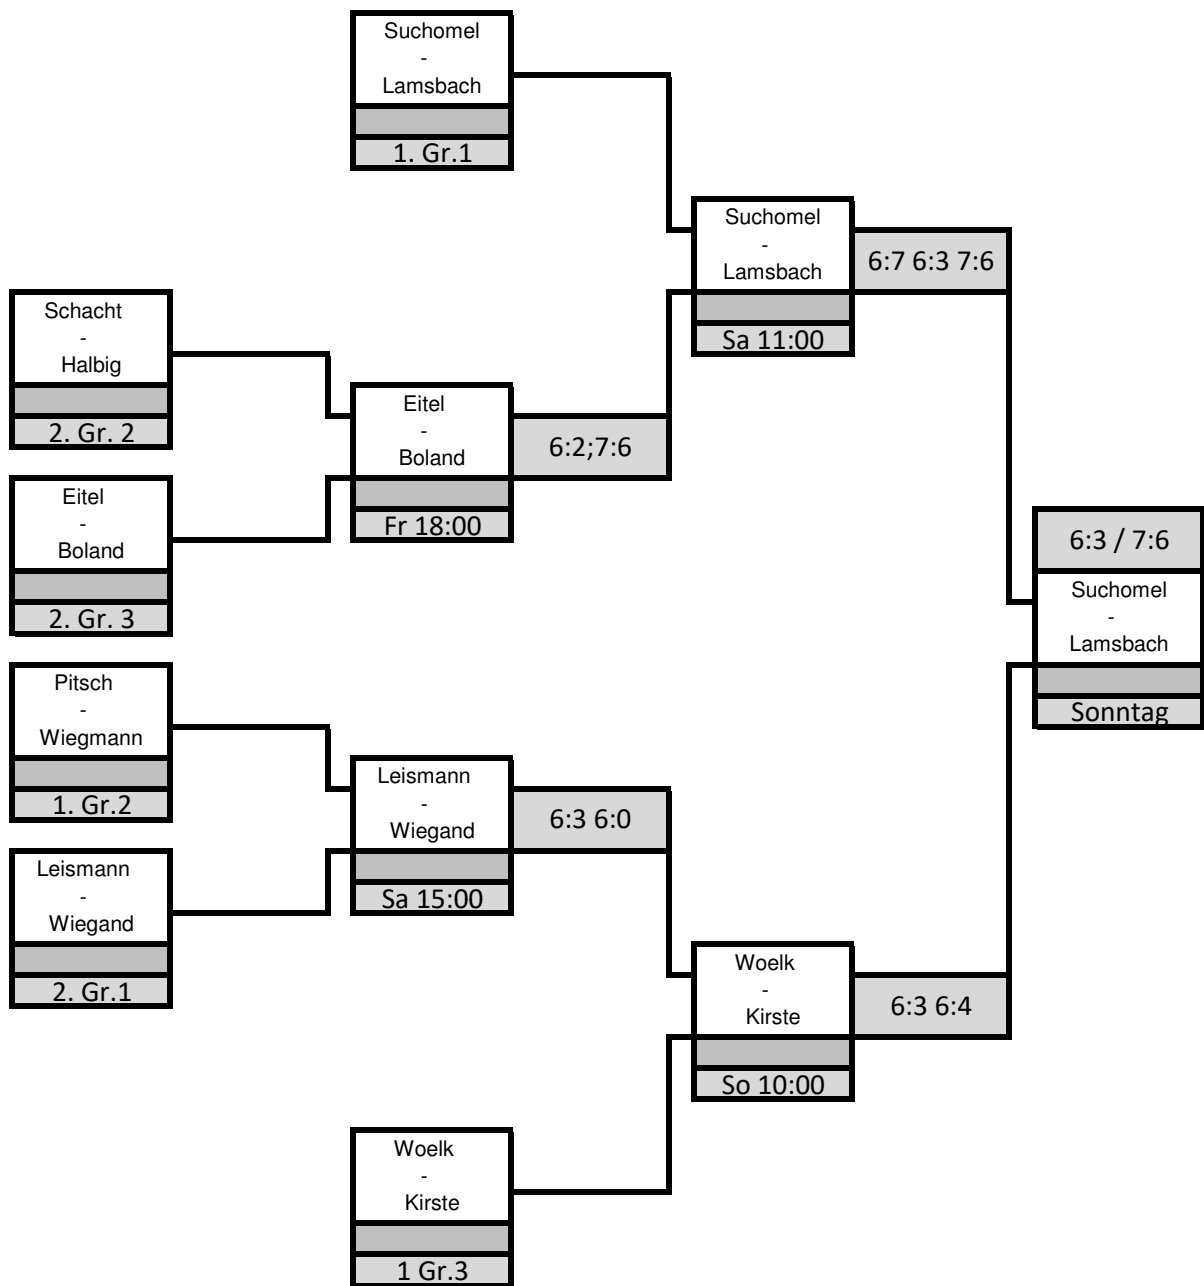 Suchomel
-
Lamsbach
1. Gr.1
Suchomel
-
Lamsbach
Sa 11:00
6:7 6:3 7:6
Schacht
-
Halbig
2. Gr. 2
Eitel
-
Boland
Fr 18:00
6:2;7:6
Eitel
-
Boland
2. Gr. 3
6:3 / 7:6
Suchomel
-
Lamsbach
Sonntag
Pitsch
-
Wiegmann
1. Gr.2
Leismann
-
Wiegand
Sa 15:00
6:3 6:0
Leismann
-
Wiegand
2. Gr.1
Woelk
-
Kirste
So 10:00
6:3 6:4
Woelk
-
Kirste
1 Gr.3